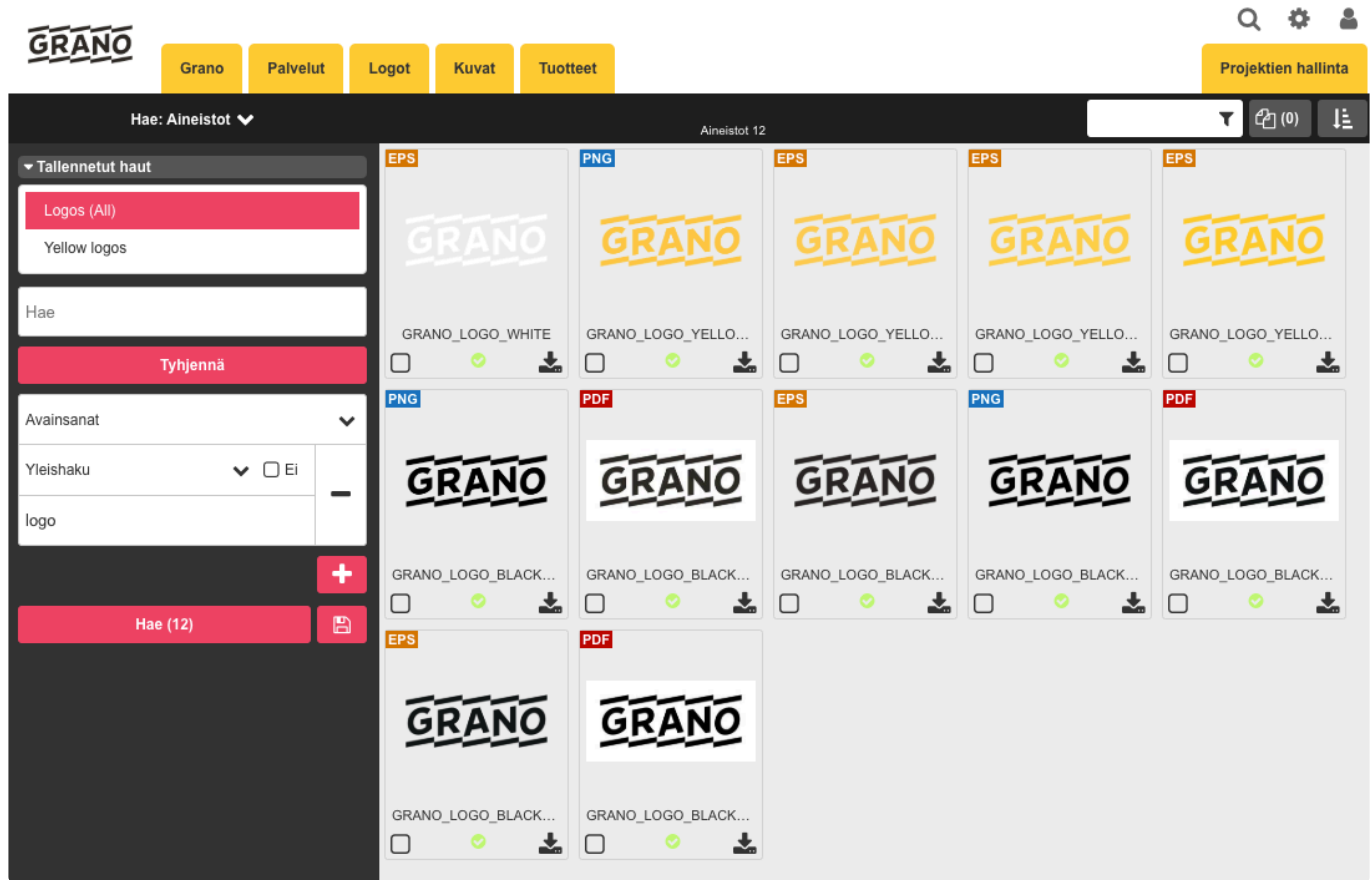 GRANO
Grano
Palvelut
Logot
Kuvat
Tuotteet
Projektien hallinta
Hae: Aineistot
Aineistot 12
(0)
Tallennetut haut
Logos (All)
Yellow logos
Hae
Tyhjennä
Avainsanat
Yleishaku
Ei
logo
Hae (12)
EPS
GRANO
GRANO_LOGO_WHITE
PNG
GRANO
GRANO_LOGO_YELLO...
EPS
GRANO
GRANO_LOGO_YELLO...
EPS
GRANO
GRANO_LOGO_YELLO...
EPS
GRANO
GRANO_LOGO_YELLO...
PNG
GRANO
GRANO_LOGO_BLACK...
PDF
GRANO
GRANO_LOGO_BLACK...
EPS
GRANO
GRANO_LOGO_BLACK...
PNG
GRANO
GRANO_LOGO_BLACK...
PDF
GRANO
GRANO_LOGO_BLACK...
EPS
GRANO
GRANO_LOGO_BLACK...
PDF
GRANO
GRANO_LOGO_BLACK...